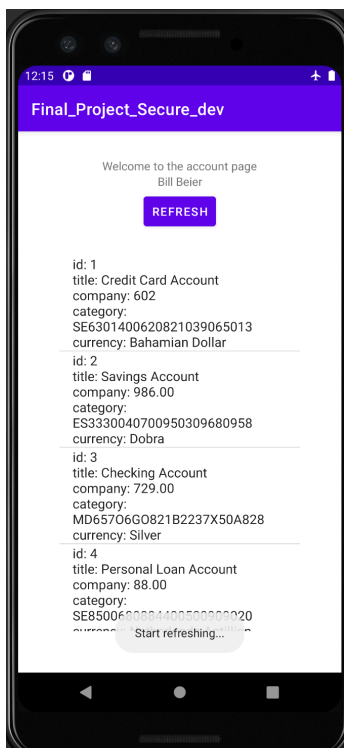 12:15
Final_Project_Secure_dev
Welcome to the account page
Bill Beier
REFRESH
id: 1
title: Credit Card Account
company: 602
category:
SE6301400620821039065013
currency: Bahamian Dollar
id: 2
title: Savings Account
company: 986.00
category:
ES3330040700950309680958
currency: Dobra
id: 3
title: Checking Account
company: 729.00
category:
MD657O6GO821B2237X50A828
currency: Silver
id: 4
title: Personal Loan Account
company: 88.00
category:
SE8500680884400500909020
Start refreshing...